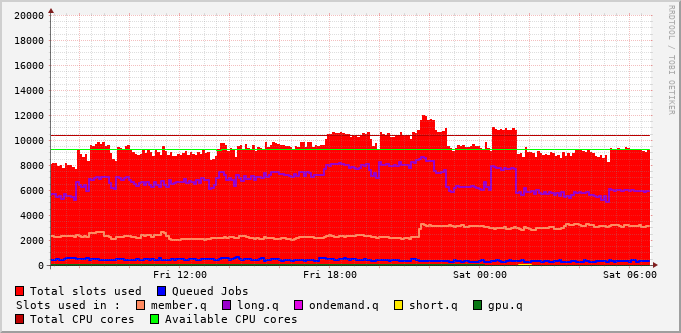 RRDTOOL / TOBI OETIKER
20000
18000
16000
14000
12000
10000
8000
6000
4000
2000
0
Fri 12:00 Fri 18:00 Sat 00:00 Sat 06:00
Total slots used Queued Jobs
Slots used in : member.q long.q ondemand.q short.q gpu.q
Total CPU cores Available CPU cores